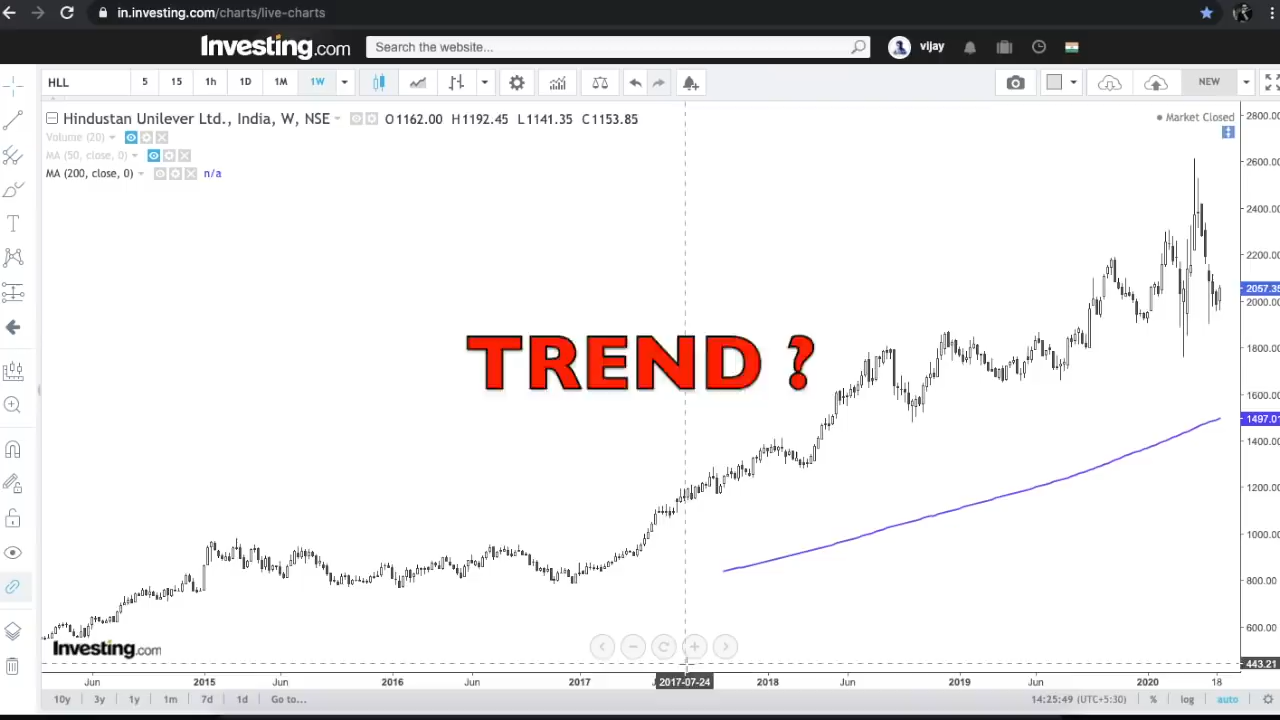 in.investing.com/charts/live-charts
Investing.com
Search the website...
vijay
HLL
5 15 1h 1D 1M 1W
NEW
Hindustan Unilever Ltd., India, W, NSE
O1162.00 H1192.45 L1141.35 C1153.85
Market Closed
Volume (20)
MA (50, close, 0)
MA (200, close, 0) n/a
2800.00
2600.00
2400.00
2200.00
2057.35
2000.00
1800.00
1600.00
1497.01
1400.00
1200.00
1000.00
800.00
600.00
443.21
TREND ?
Investing.com
Jun 2015 Jun 2016 Jun 2017 2017-07-24 2018 Jun 2019 Jun 2020 18
10y 3y 1y 1m 7d 1d Go to...
14:25:49 (UTC+5:30) % log auto